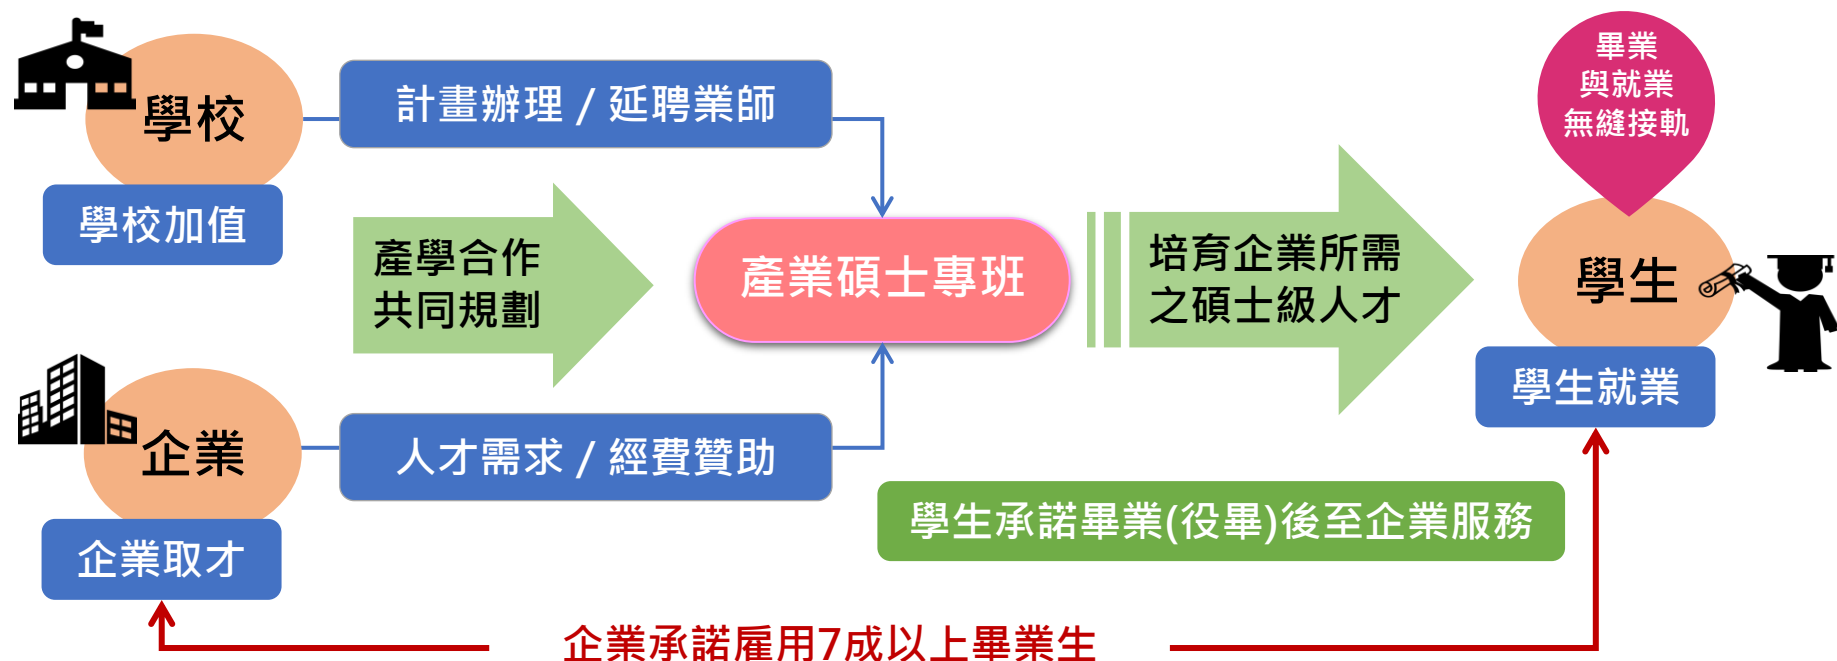 學校
計畫辦理 / 延聘業師
學校加值
產學合作
共同規劃
企業
人才需求 / 經費贊助
企業取才
產業碩士專班
培育企業所需
之碩士級人才
畢業
與就業
無縫接軌
學生
學生就業
學生承諾畢業(役畢)後至企業服務
企業承諾雇用7成以上畢業生